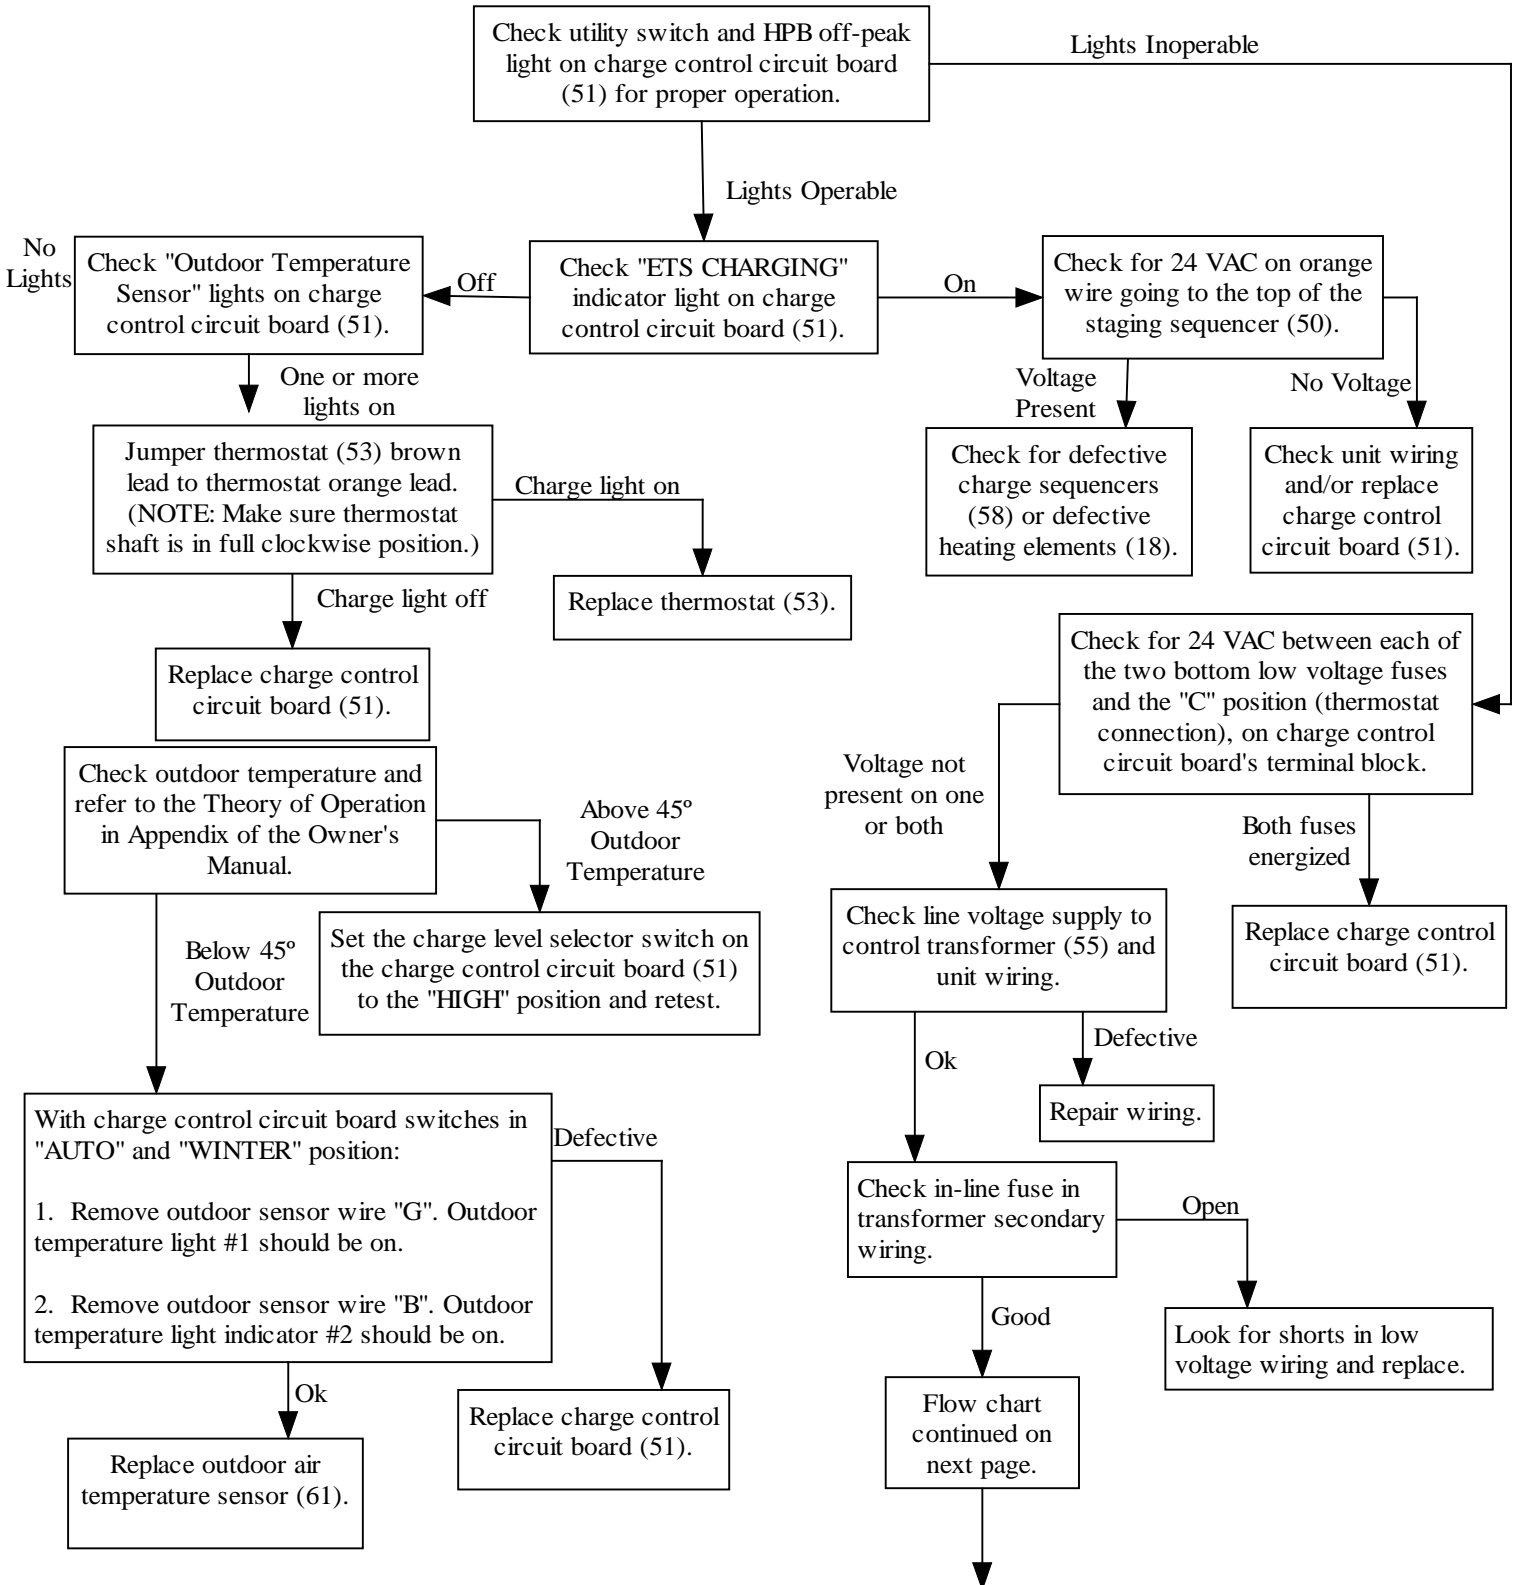 Check utility switch and HPB off-peak
light on charge control circuit board
(51) for proper operation.
Lights Inoperable
Lights Operable
No
Lights
Check "Outdoor Temperature
Sensor" lights on charge
control circuit board (51).
Off
Check "ETS CHARGING"
indicator light on charge
control circuit board (51).
On
Check for 24 VAC on orange
wire going to the top of the
staging sequencer (50).
One or more
lights on
Voltage
Present
No Voltage
Jumper thermostat (53) brown
lead to thermostat orange lead.
(NOTE: Make sure thermostat
shaft is in full clockwise position.)
Charge light on
Check for defective
charge sequencers
(58) or defective
heating elements (18).
Check unit wiring
and/or replace
charge control
circuit board (51).
Charge light off
Replace thermostat (53).
Replace charge control
circuit board (51).
Check for 24 VAC between each of
the two bottom low voltage fuses
and the "C" position (thermostat
connection), on charge control
circuit board's terminal block.
Check outdoor temperature and
refer to the Theory of Operation
in Appendix of the Owner's
Manual.
Above 45º
Outdoor
Temperature
Voltage not
present on one
or both
Both fuses
energized
Below 45º
Outdoor
Temperature
Set the charge level selector switch on
the charge control circuit board (51)
to the "HIGH" position and retest.
Check line voltage supply to
control transformer (55) and
unit wiring.
Replace charge control
circuit board (51).
Ok
Defective
Repair wiring.
With charge control circuit board switches in
"AUTO" and "WINTER" position:
1. Remove outdoor sensor wire "G". Outdoor
temperature light #1 should be on.
2. Remove outdoor sensor wire "B". Outdoor
temperature light indicator #2 should be on.
Defective
Check in-line fuse in
transformer secondary
wiring.
Open
Good
Look for shorts in low
voltage wiring and replace.
Ok
Replace charge control
circuit board (51).
Flow chart
continued on
next page.
Replace outdoor air
temperature sensor (61).